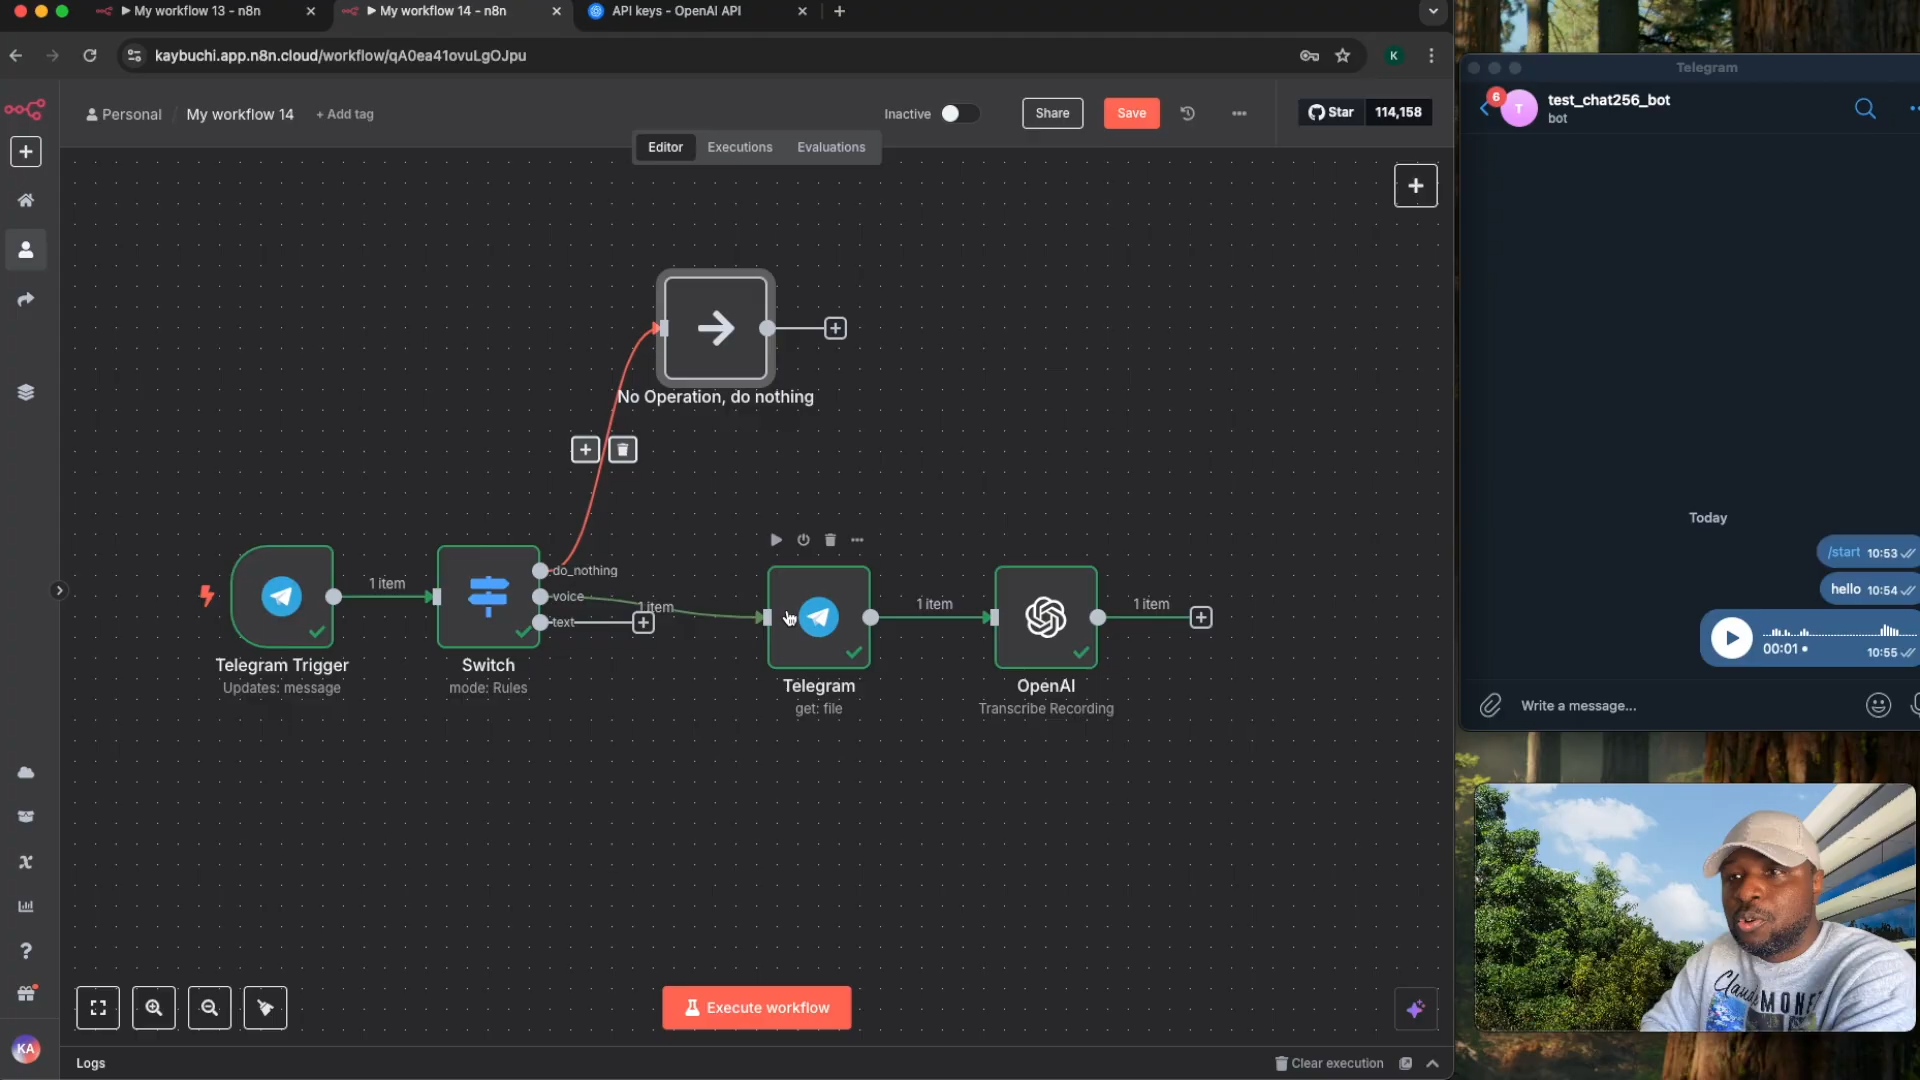 My workflow 13 - n8n
My workflow 14 - n8n
API keys - OpenAI API
kaybuchi.app.n8n.cloud/workflow/qA0ea41ovuLgOJpu
K
Personal / My workflow 14 + Add tag
Inactive
Share
Save
Star 114,158
Editor Executions Evaluations
No Operation, do nothing
do_nothing
voice
text
1 item
1 item
1 item
1 item
Telegram Trigger
Updates: message
Switch
mode: Rules
Telegram
get: file
OpenAI
Transcribe Recording
Execute workflow
KA
Logs
Clear execution
Telegram
6
T
test_chat256_bot
bot
Today
/start 10:53
hello 10:54
00:01
10:55
Write a message...
Claude MONE